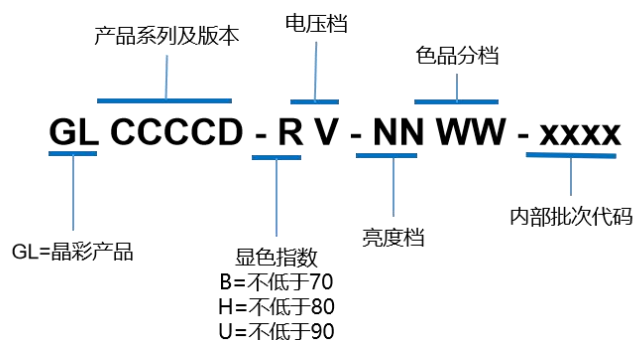 产品系列及版本
电压档
色品分档
GL CCCCD - R V - NN WW - xxxx
GL=晶彩产品
显色指数
B=不低于70
H=不低于80
U=不低于90
亮度档
内部批次代码